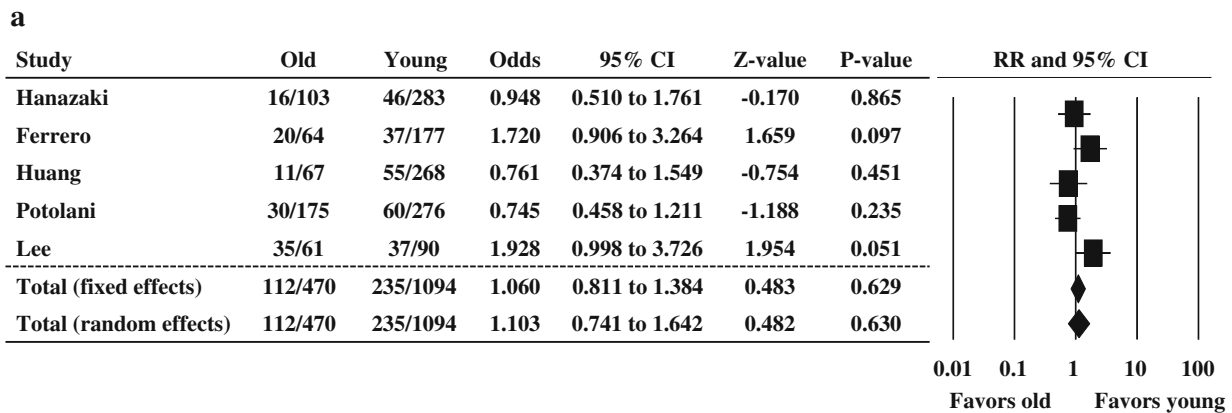 a
Study Old Young Odds 95% CI Z-value P-value RR and 95% CI
Hanazaki 16/103 46/283 0.948 0.510 to 1.761 -0.170 0.865
Ferrero 20/64 37/177 1.720 0.906 to 3.264 1.659 0.097
Huang 11/67 55/268 0.761 0.374 to 1.549 -0.754 0.451
Potolani 30/175 60/276 0.745 0.458 to 1.211 -1.188 0.235
Lee 35/61 37/90 1.928 0.998 to 3.726 1.954 0.051
Total (fixed effects) 112/470 235/1094 1.060 0.811 to 1.384 0.483 0.629
Total (random effects) 112/470 235/1094 1.103 0.741 to 1.642 0.482 0.630
0.01 0.1 1 10 100
Favors old Favors young